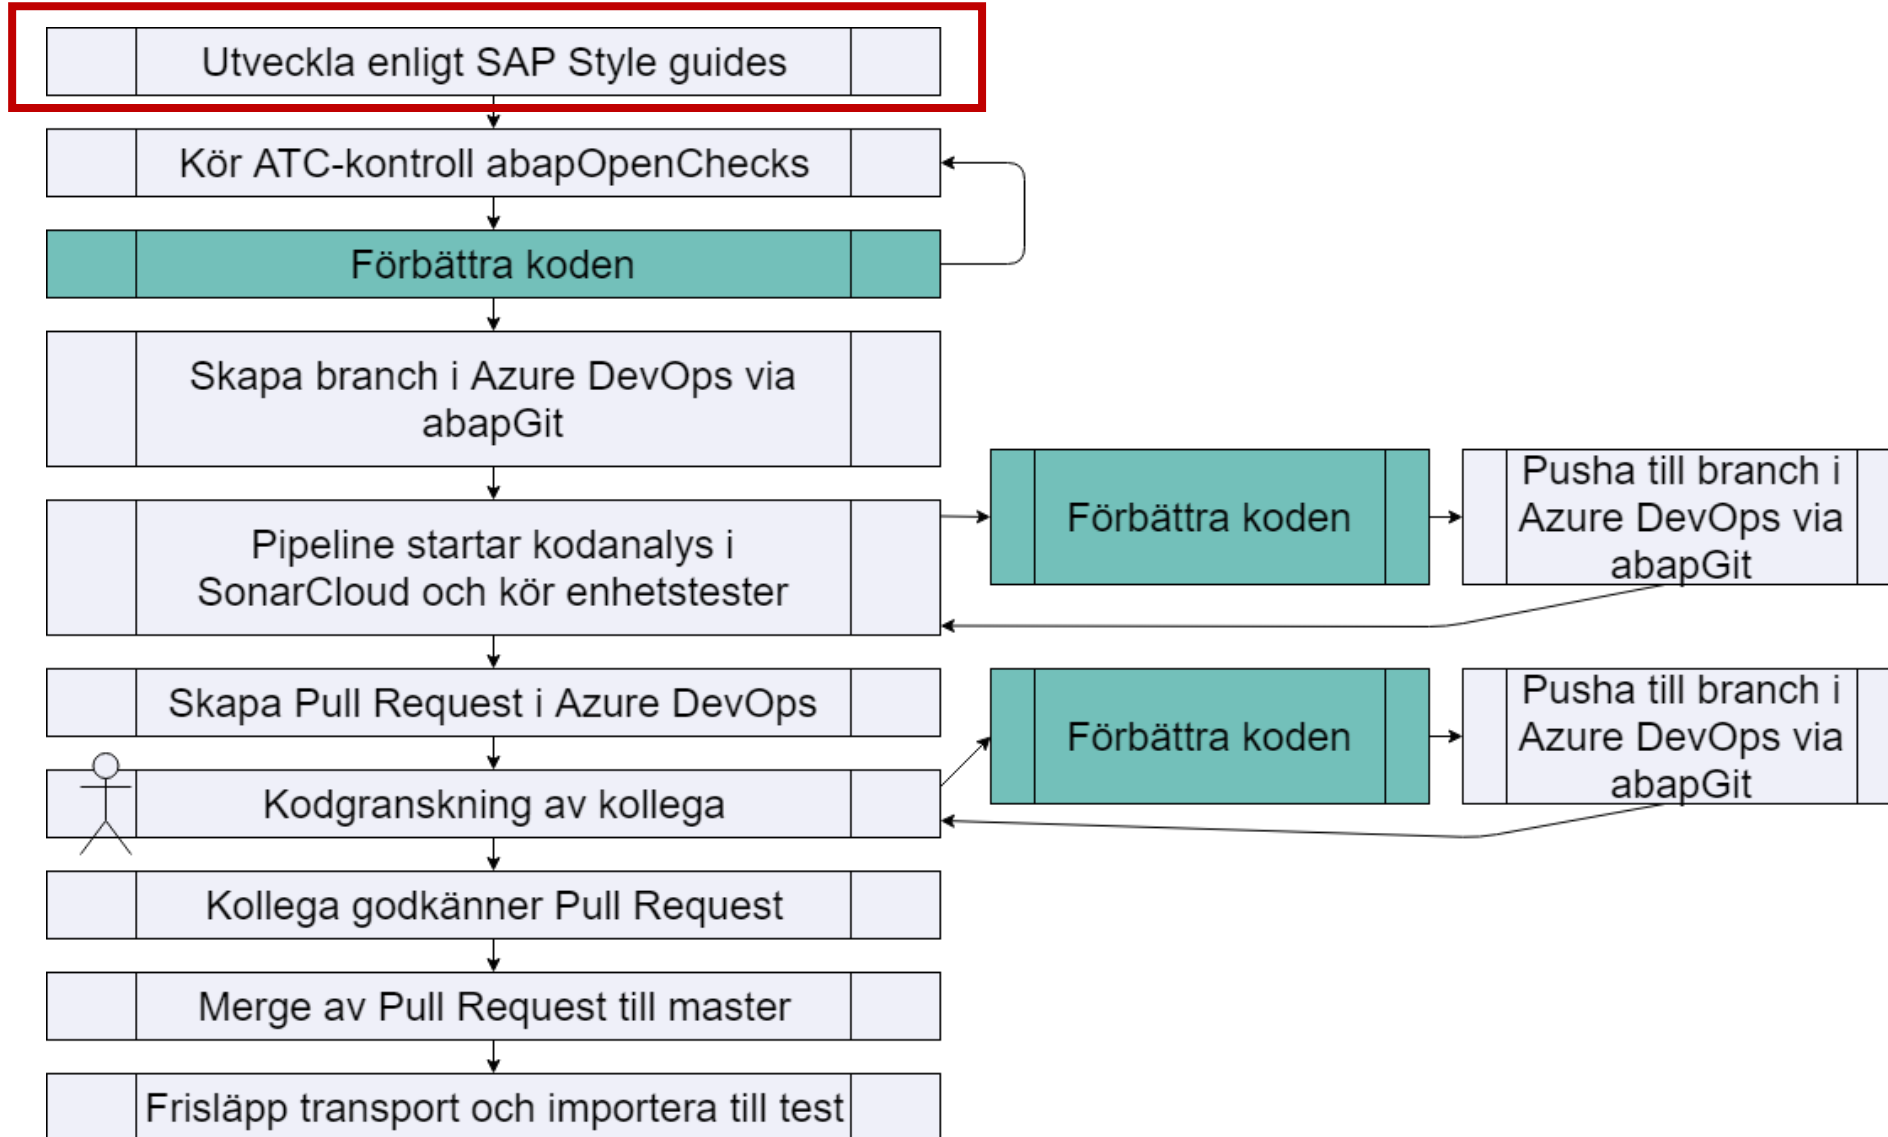 Utveckla enligt SAP Style guides
Kör ATC-kontroll abapOpenChecks
Förbättra koden
Skapa branch i Azure DevOps via
abapGit
Pipeline startar kodanalys i
SonarCloud och kör enhetstester
Förbättra koden
Pusha till branch i
Azure DevOps via
abapGit
Skapa Pull Request i Azure DevOps
Kodgranskning av kollega
Förbättra koden
Pusha till branch i
Azure DevOps via
abapGit
Kollega godkänner Pull Request
Merge av Pull Request till master
Frisläpp transport och importera till test